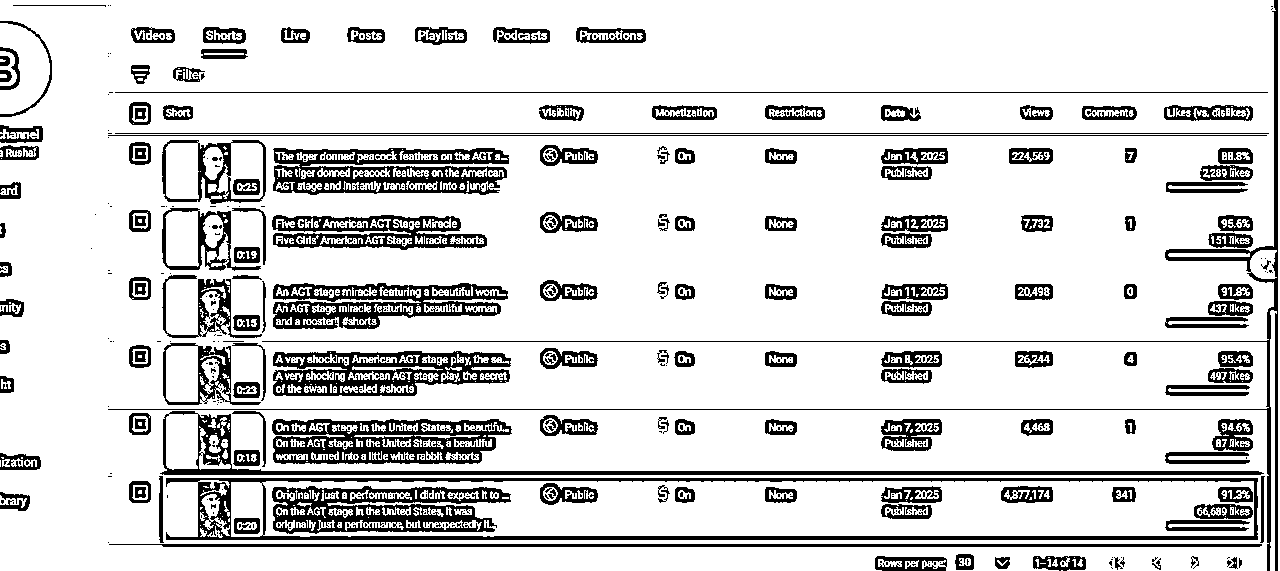 Videos Shorts Live Posts Playlists Podcasts Promotions
Filter
Short Visibility Monetization Restrictions Date Views Comments Likes (vs. dislikes)
channel
a Rushai
ard
cs
nity
s
ht
ization
brary
The tiger donned peacock feathers on the AGT s... Public $ On None Jan 14, 2025 224,569 7 88.8%
The tiger donned peacock feathers on the American Published 2,289 likes
AGT stage and instantly transformed into a jungle...
0:25
Five Girls' American AGT Stage Miracle Public $ On None Jan 12, 2025 7,732 1 95.6%
Five Girls' American AGT Stage Miracle #shorts Published 151 likes
0:19
An AGT stage miracle featuring a beautiful wom... Public $ On None Jan 11, 2025 20,498 0 91.8%
An AGT stage miracle featuring a beautiful woman Published 437 likes
and a rooster! #shorts
0:15
A very shocking American AGT stage play, the se... Public $ On None Jan 8, 2025 26,244 4 95.4%
A very shocking American AGT stage play, the secret Published 497 likes
of the swan is revealed #shorts
0:23
On the AGT stage in the United States, a beautifu... Public $ On None Jan 7, 2025 4,468 1 94.6%
On the AGT stage in the United States, a beautiful Published 87 likes
woman turned into a little white rabbit #shorts
0:18
Originally just a performance, I didn't expect it to ... Public $ On None Jan 7, 2025 4,877,174 341 91.3%
On the AGT stage in the United States, it was Published 66,689 likes
originally just a performance, but unexpectedly it...
0:20
Rows per page: 30 1–14 of 14